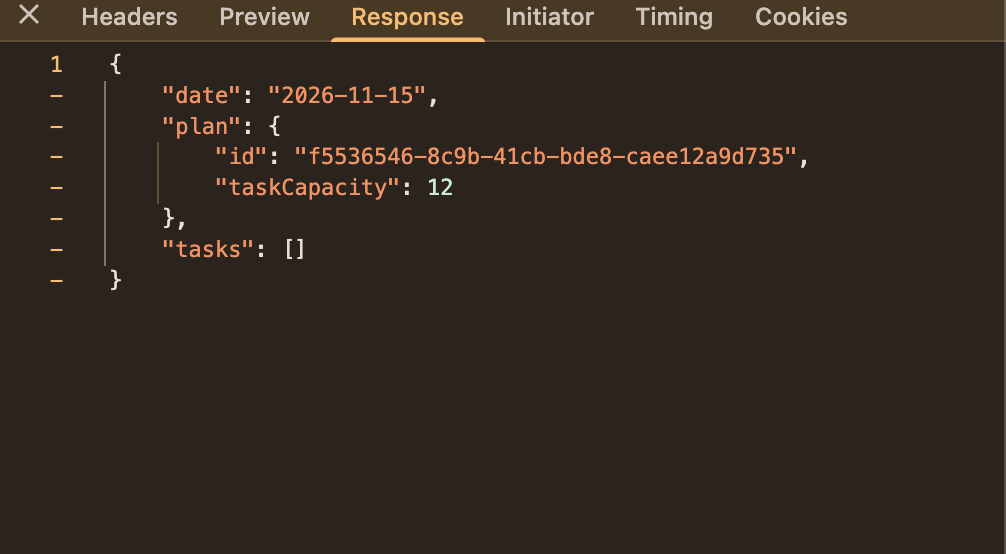 Headers Preview Response Initiator Timing Cookies
1 {
- "date": "2026-11-15",
- "plan": {
- "id": "f5536546-8c9b-41cb-bde8-caee12a9d735",
- "taskCapacity": 12
- },
- "tasks": []
- }